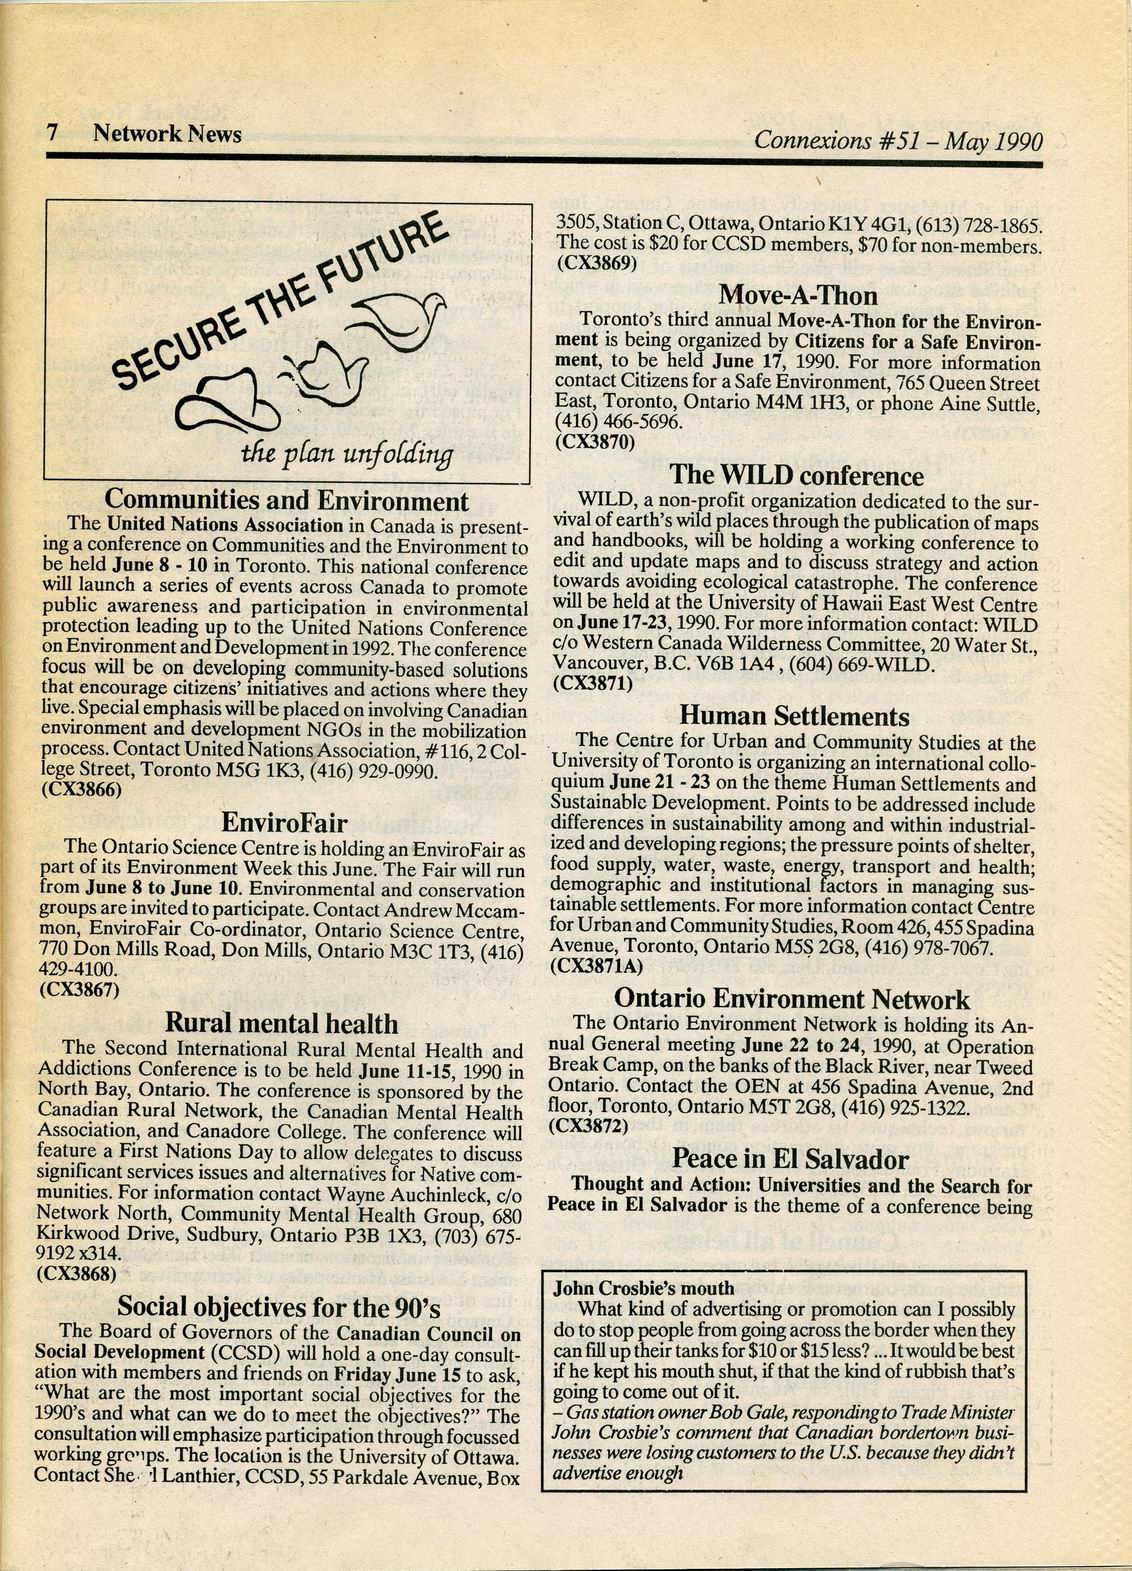 7 Network News
Connexions #51 – May 1990
SECURE THE FUTURE
the plan unfolding
Communities and Environment
The United Nations Association in Canada is present-
ing a conference on Communities and the Environment to
be held June 8 - 10 in Toronto. This national conference
will launch a series of events across Canada to promote
public awareness and participation in environmental
protection leading up to the United Nations Conference
on Environment and Development in 1992. The conference
focus will be on developing community-based solutions
that encourage citizens' initiatives and actions where they
live. Special emphasis will be placed on involving Canadian
environment and development NGOs in the mobilization
process. Contact United Nations Association, #116, 2 Col-
lege Street, Toronto M5G 1K3, (416) 929-0990.
(CX3866)
EnviroFair
The Ontario Science Centre is holding an EnviroFair as
part of its Environment Week this June. The Fair will run
from June 8 to June 10. Environmental and conservation
groups are invited to participate. Contact Andrew Mccam-
mon, EnviroFair Co-ordinator, Ontario Science Centre,
770 Don Mills Road, Don Mills, Ontario M3C 1T3, (416)
429-4100.
(CX3867)
Rural mental health
The Second International Rural Mental Health and
Addictions Conference is to be held June 11-15, 1990 in
North Bay, Ontario. The conference is sponsored by the
Canadian Rural Network, the Canadian Mental Health
Association, and Canadore College. The conference will
feature a First Nations Day to allow delegates to discuss
significant services issues and alternatives for Native com-
munities. For information contact Wayne Auchinleck, c/o
Network North, Community Mental Health Group, 680
Kirkwood Drive, Sudbury, Ontario P3B 1X3, (703) 675-
9192 x314.
(CX3868)
Social objectives for the 90's
The Board of Governors of the Canadian Council on
Social Development (CCSD) will hold a one-day consult-
ation with members and friends on Friday June 15 to ask,
"What are the most important social objectives for the
1990's and what can we do to meet the objectives?" The
consultation will emphasize participation through focussed
working groups. The location is the University of Ottawa.
Contact Lanthier, CCSD, 55 Parkdale Avenue, Box
3505, Station C, Ottawa, Ontario K1Y 4G1, (613) 728-1865.
The cost is $20 for CCSD members, $70 for non-members.
(CX3869)
Move-A-Thon
Toronto's third annual Move-A-Thon for the Environ-
ment is being organized by Citizens for a Safe Environ-
ment, to be held June 17, 1990. For more information
contact Citizens for a Safe Environment, 765 Queen Street
East, Toronto, Ontario M4M 1H3, or phone Aine Suttle,
(416) 466-5696.
(CX3870)
The WILD conference
WILD, a non-profit organization dedicated to the sur-
vival of earth's wild places through the publication of maps
and handbooks, will be holding a working conference to
edit and update maps and to discuss strategy and action
towards avoiding ecological catastrophe. The conference
will be held at the University of Hawaii East West Centre
on June 17-23, 1990. For more information contact: WILD
c/o Western Canada Wilderness Committee, 20 Water St.,
Vancouver, B.C. V6B 1A4 , (604) 669-WILD.
(CX3871)
Human Settlements
The Centre for Urban and Community Studies at the
University of Toronto is organizing an international collo-
quium June 21 - 23 on the theme Human Settlements and
Sustainable Development. Points to be addressed include
differences in sustainability among and within industrial-
ized and developing regions; the pressure points of shelter,
food supply, water, waste, energy, transport and health;
demographic and institutional factors in managing sus-
tainable settlements. For more information contact Centre
for Urban and Community Studies, Room 426, 455 Spadina
Avenue, Toronto, Ontario M5S 2G8, (416) 978-7067.
(CX3871A)
Ontario Environment Network
The Ontario Environment Network is holding its An-
nual General meeting June 22 to 24, 1990, at Operation
Break Camp, on the banks of the Black River, near Tweed
Ontario. Contact the OEN at 456 Spadina Avenue, 2nd
floor, Toronto, Ontario M5T 2G8, (416) 925-1322.
(CX3872)
Peace in El Salvador
Thought and Action: Universities and the Search for
Peace in El Salvador is the theme of a conference being
John Crosbie's mouth
What kind of advertising or promotion can I possibly
do to stop people from going across the border when they
can fill up their tanks for $10 or $15 less? ... It would be best
if he kept his mouth shut, if that the kind of rubbish that's
going to come out of it.
– Gas station owner Bob Gale, responding to Trade Minister
John Crosbie's comment that Canadian bordertown busi-
nesses were losing customers to the U.S. because they didn't
advertise enough